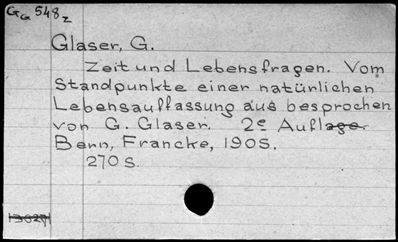 GG 548z
Glaser, G.
Zeit und Lebensfragen. Vom
Standpunkte einer natürlichen
Lebensauffassung aus besprochen
von G. Glaser. 2e Auflage.
Bern, Francke, 1905.
270 S.